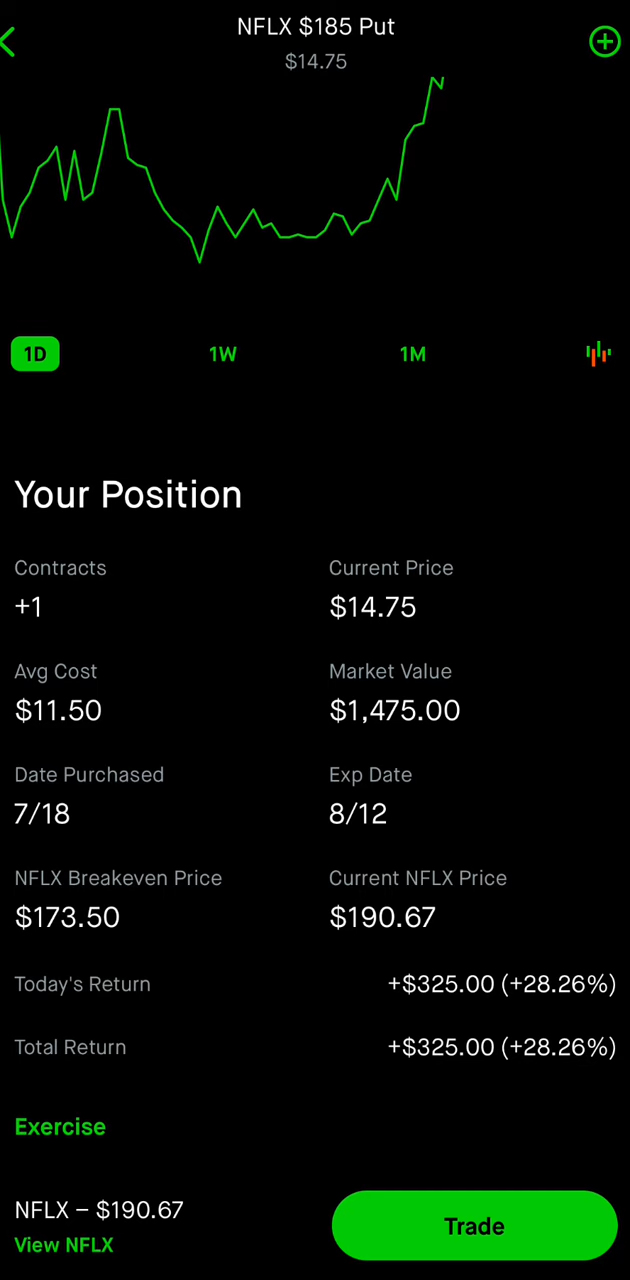 NFLX $185 Put
$14.75
1D 1W 1M
Your Position
Contracts Current Price
+1 $14.75
Avg Cost Market Value
$11.50 $1,475.00
Date Purchased Exp Date
7/18 8/12
NFLX Breakeven Price Current NFLX Price
$173.50 $190.67
Today's Return +$325.00 (+28.26%)
Total Return +$325.00 (+28.26%)
Exercise
NFLX – $190.67
View NFLX
Trade